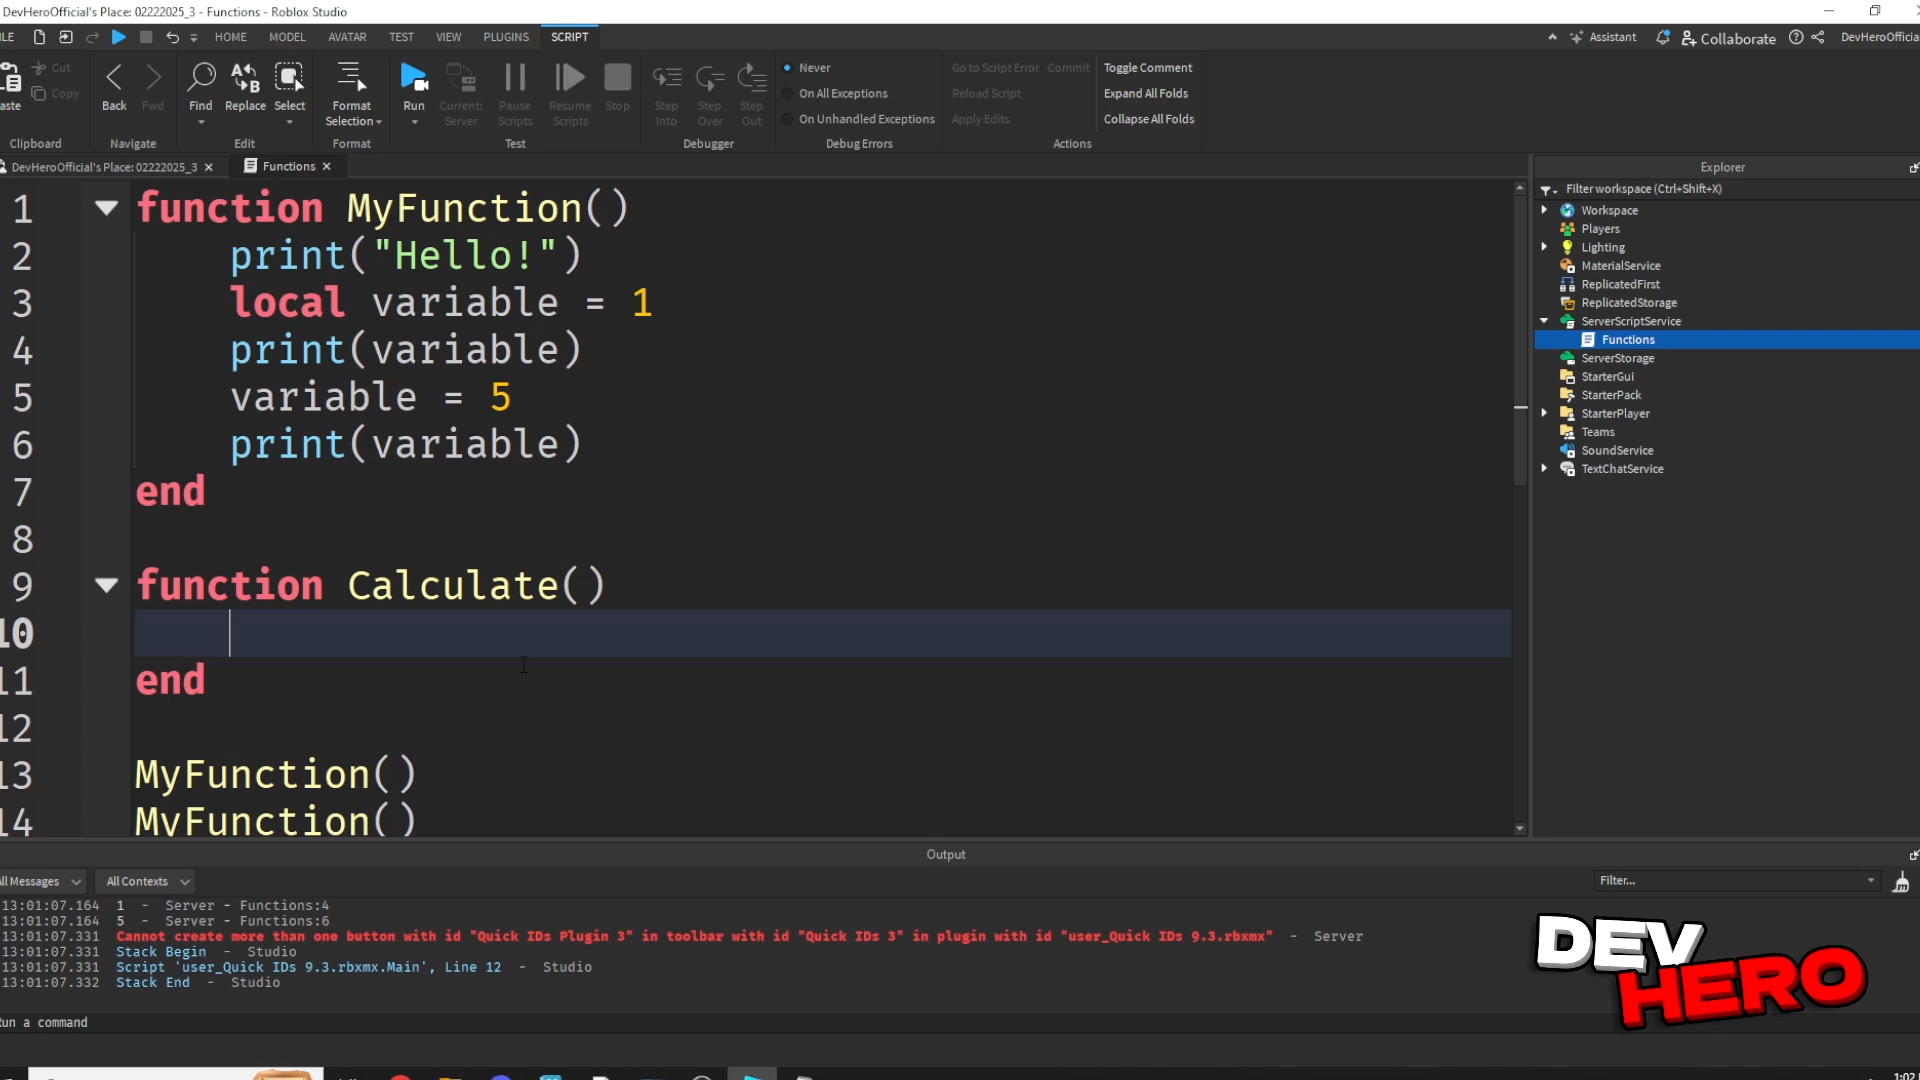 DevHeroOfficial's Place: 02222025_3 - Functions - Roblox Studio
HOME MODEL AVATAR TEST VIEW PLUGINS SCRIPT
Assistant Collaborate
Cut
Copy
Back Fwd Find Replace Select
Format Selection
Run
Current: Server
Pause Scripts
Resume Scripts
Stop
Step Into
Step Over
Step Out
Never
On All Exceptions
On Unhandled Exceptions
Go to Script Error Commit
Reload Script
Apply Edits
Toggle Comment
Expand All Folds
Collapse All Folds
Clipboard Navigate Edit Format Test Debugger Debug Errors Actions
DevHeroOfficial's Place: 02222025_3 Functions
1 function MyFunction()
2 print("Hello!")
3 local variable = 1
4 print(variable)
5 variable = 5
6 print(variable)
7 end
8
9 function Calculate()
10
11 end
12
13 MyFunction()
14 MyFunction()
Explorer
Filter workspace (Ctrl+Shift+X)
Workspace
Players
Lighting
MaterialService
ReplicatedFirst
ReplicatedStorage
ServerScriptService
Functions
ServerStorage
StarterGui
StarterPack
StarterPlayer
Teams
SoundService
TextChatService
Output
All Contexts
Filter...
13:01:07.164 1 - Server - Functions:4
13:01:07.164 5 - Server - Functions:6
13:01:07.331 Cannot create more than one button with id "Quick IDs Plugin 3" in toolbar with id "Quick IDs 3" in plugin with id "user_Quick IDs 9.3.rbxmx" - Server
13:01:07.331 Stack Begin - Studio
13:01:07.331 Script 'user_Quick IDs 9.3.rbxmx.Main', Line 12 - Studio
13:01:07.332 Stack End - Studio
DEV
HERO